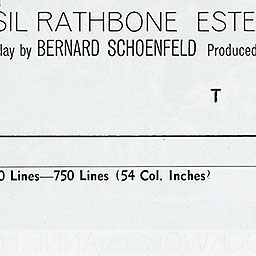 SIL RATHBONE ESTE
lay by BERNARD SCHOENFELD Produced
T
0 Lines—750 Lines (54 Col. Inches)